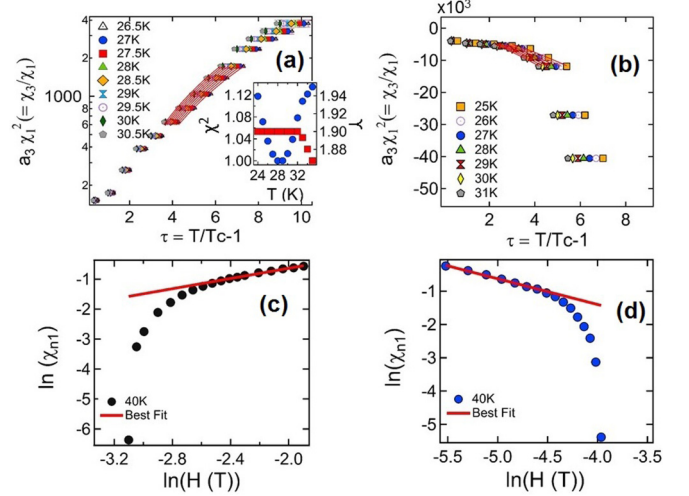 4
3
2
1000
8
6
4
2
26.5K
27K
27.5K
28K
28.5K
29K
29.5K
30K
30.5K
(a)
1.12
1.08
1.04
1.00
χ²
1.94
1.90
1.88
γ
24 28 32
T (K)
a₃ χ₁²(= χ₃/χ₁)
2 4 6 8 10
τ = T/Tc-1
x10³
0
-10
-20
-30
-40
-50
(b)
25K
26K
27K
28K
29K
30K
31K
a₃ χ₁²(= χ₃/χ₁)
0 2 4 6 8
τ = T/Tc-1
-1
-2
-3
-4
-5
-6
(c)
40K
Best Fit
ln (χn1)
-3.2 -2.8 -2.4 -2.0
ln(H (T))
-1
-2
-3
-4
-5
(d)
40K
Best Fit
ln(χn1)
-5.5 -5.0 -4.5 -4.0 -3.5
ln(H (T))